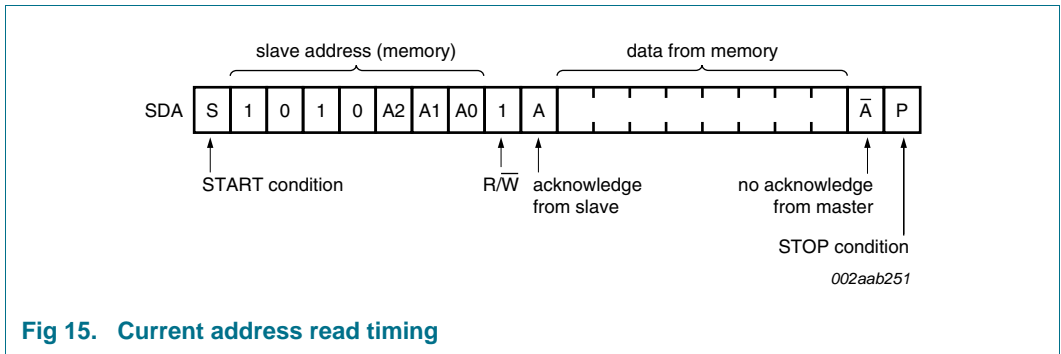 slave address (memory) data from memory
SDA S 1 0 1 0 A2 A1 A0 1 A A̅ P
START condition R/W̅ acknowledge from slave no acknowledge from master
STOP condition
002aab251
Fig 15. Current address read timing